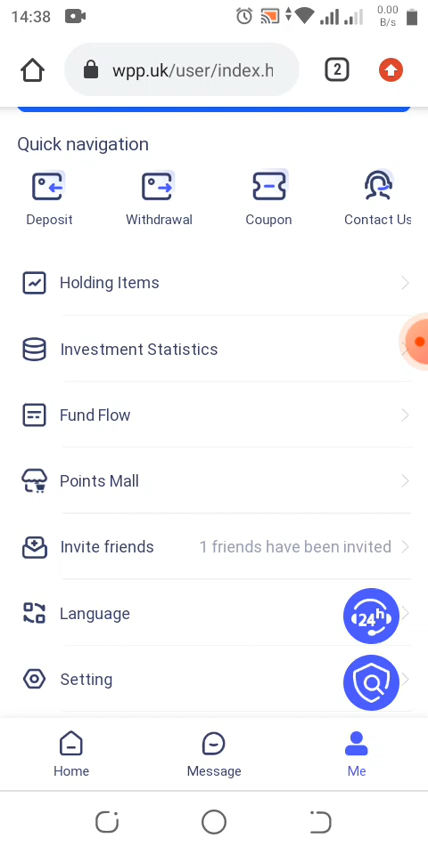 14:38
0.00
B/s
wpp.uk/user/index.h
2
Quick navigation
Deposit
Withdrawal
Coupon
Contact Us
Holding Items
Investment Statistics
Fund Flow
Points Mall
Invite friends 1 friends have been invited
Language
24h
Setting
Home
Message
Me